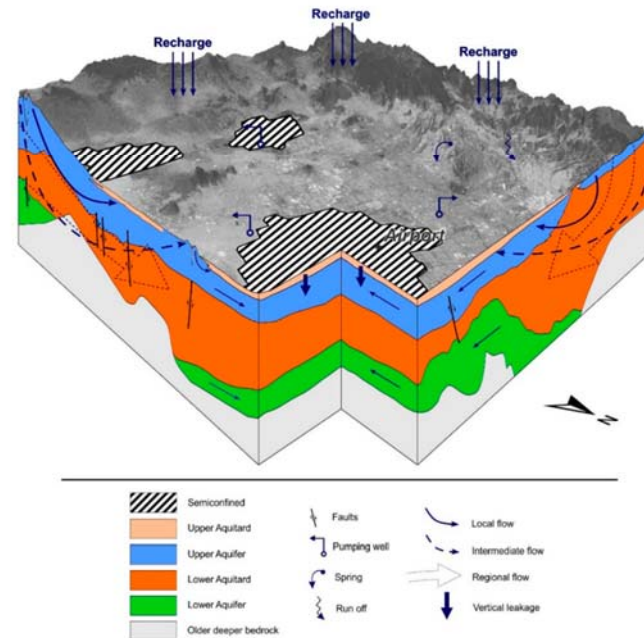 Recharge
Recharge
Recharge
Airport
N
Semiconfined
Upper Aquitard
Upper Aquifer
Lower Aquitard
Lower Aquifer
Older deeper bedrock
Faults
Pumping well
Spring
Run off
Local flow
Intermediate flow
Regional flow
Vertical leakage